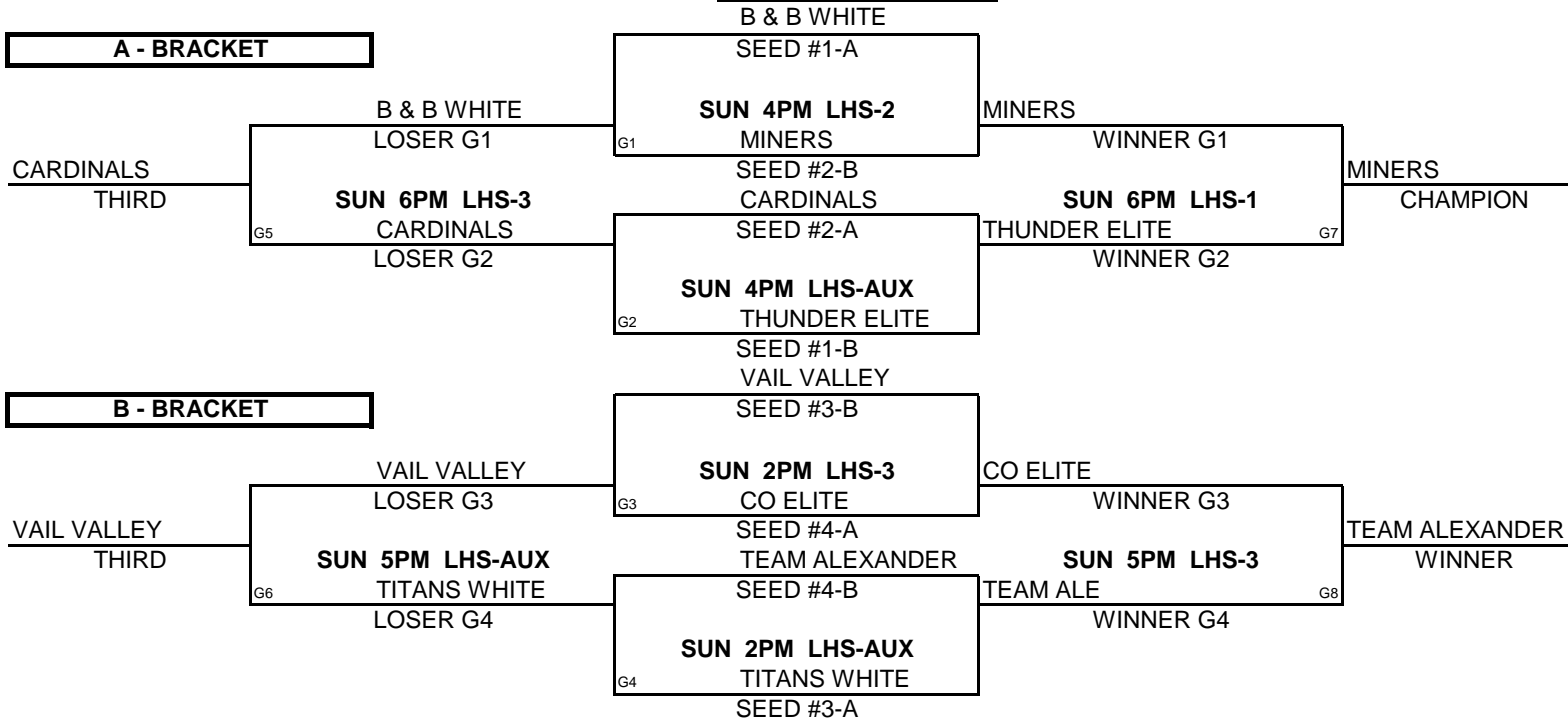 B & B WHITE
A - BRACKET
SEED #1-A
B & B WHITE
SUN 4PM LHS-2
MINERS
LOSER G1
G1
MINERS
WINNER G1
CARDINALS
SEED #2-B
MINERS
THIRD
SUN 6PM LHS-3
CARDINALS
SUN 6PM LHS-1
CHAMPION
G5
CARDINALS
SEED #2-A
THUNDER ELITE
G7
LOSER G2
WINNER G2
SUN 4PM LHS-AUX
G2
THUNDER ELITE
SEED #1-B
VAIL VALLEY
B - BRACKET
SEED #3-B
VAIL VALLEY
SUN 2PM LHS-3
CO ELITE
LOSER G3
G3
CO ELITE
WINNER G3
VAIL VALLEY
SEED #4-A
TEAM ALEXANDER
THIRD
SUN 5PM LHS-AUX
TEAM ALEXANDER
SUN 5PM LHS-3
WINNER
G6
TITANS WHITE
SEED #4-B
TEAM ALE
G8
LOSER G4
WINNER G4
SUN 2PM LHS-AUX
G4
TITANS WHITE
SEED #3-A